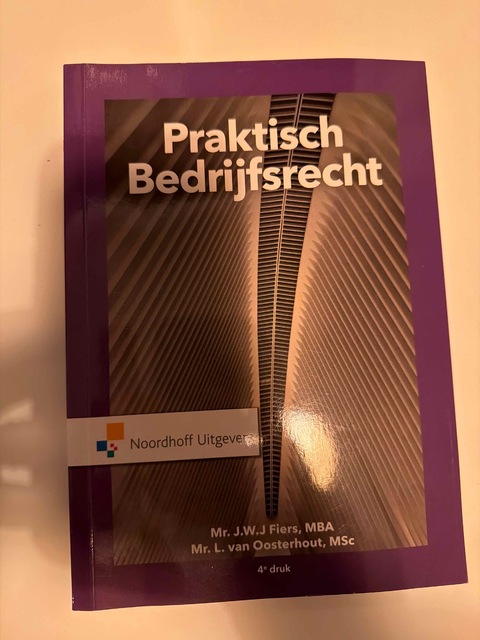 Praktisch
Bedrijfsrecht
Noordhoff Uitgevers
Mr. J.W.J Fiers, MBA
Mr. L. van Oosterhout, MSc
4e druk